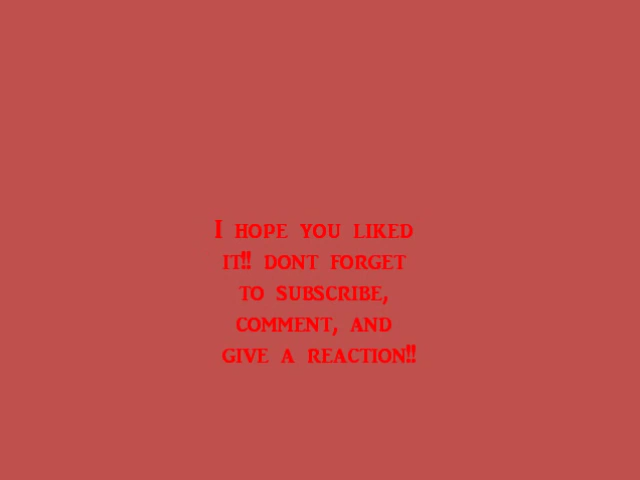 I hope you liked
it!! dont forget
to subscribe,
comment, and
give a reaction!!